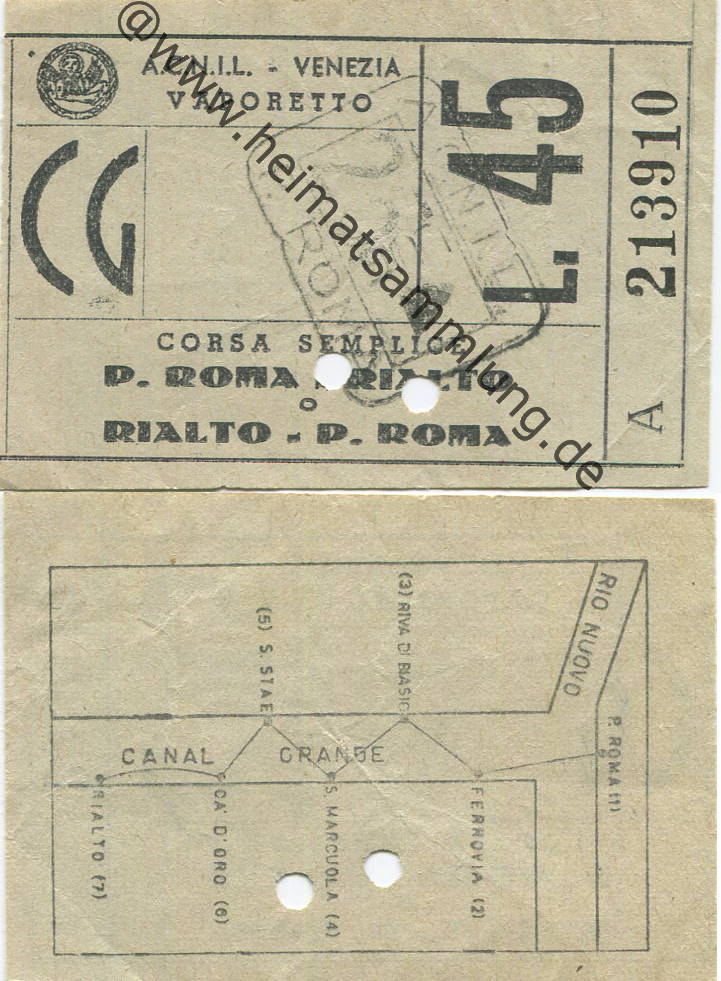 A.C.N.I.L. - VENEZIA
VAPORETTO
L. 45
213910
A
CORSA SEMPLICE
P. ROMA - RIALTO
O
RIALTO - P. ROMA
A.C.N.I.L.
P. ROMA
@www.heimatsammlung.de
RIO NUOVO
P. ROMA (1)
(3) RIVA DI BIASIO
(5) S. STAE
CANAL GRANDE
FERROVIA (2)
S. MARCUOLA (4)
CA' D'ORO (6)
RIALTO (7)